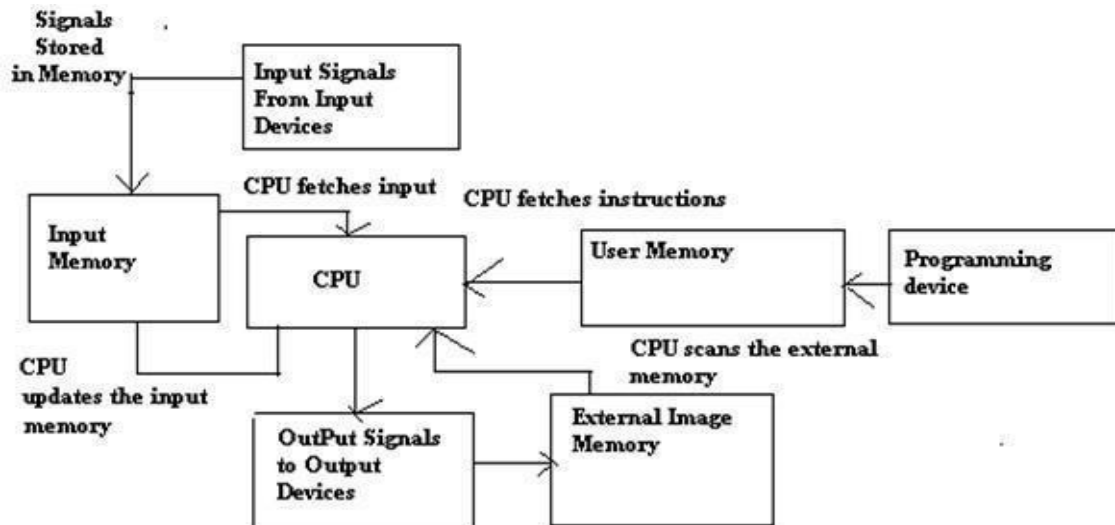 Signals
Stored
in Memory
Input Signals
From Input
Devices
CPU fetches input
CPU fetches instructions
Input
Memory
CPU
User Memory
Programming
device
CPU
updates the input
memory
CPU scans the external
memory
OutPut Signals
to Output
Devices
External Image
Memory